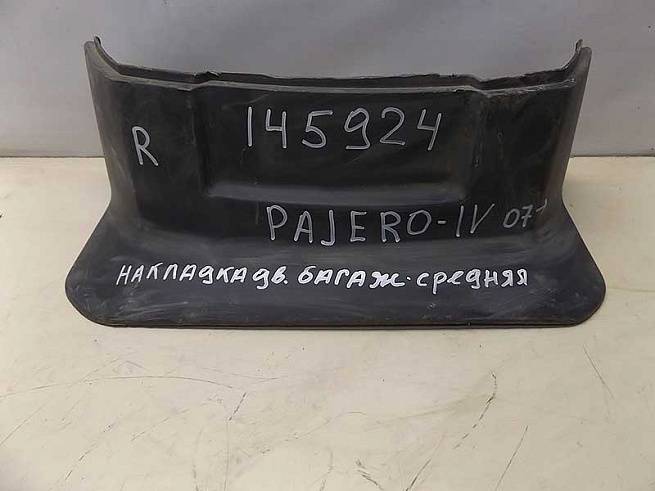 R 145924
PAJERO-IV 07-
НАКЛАДКА дв. БАГАЖ. средняя